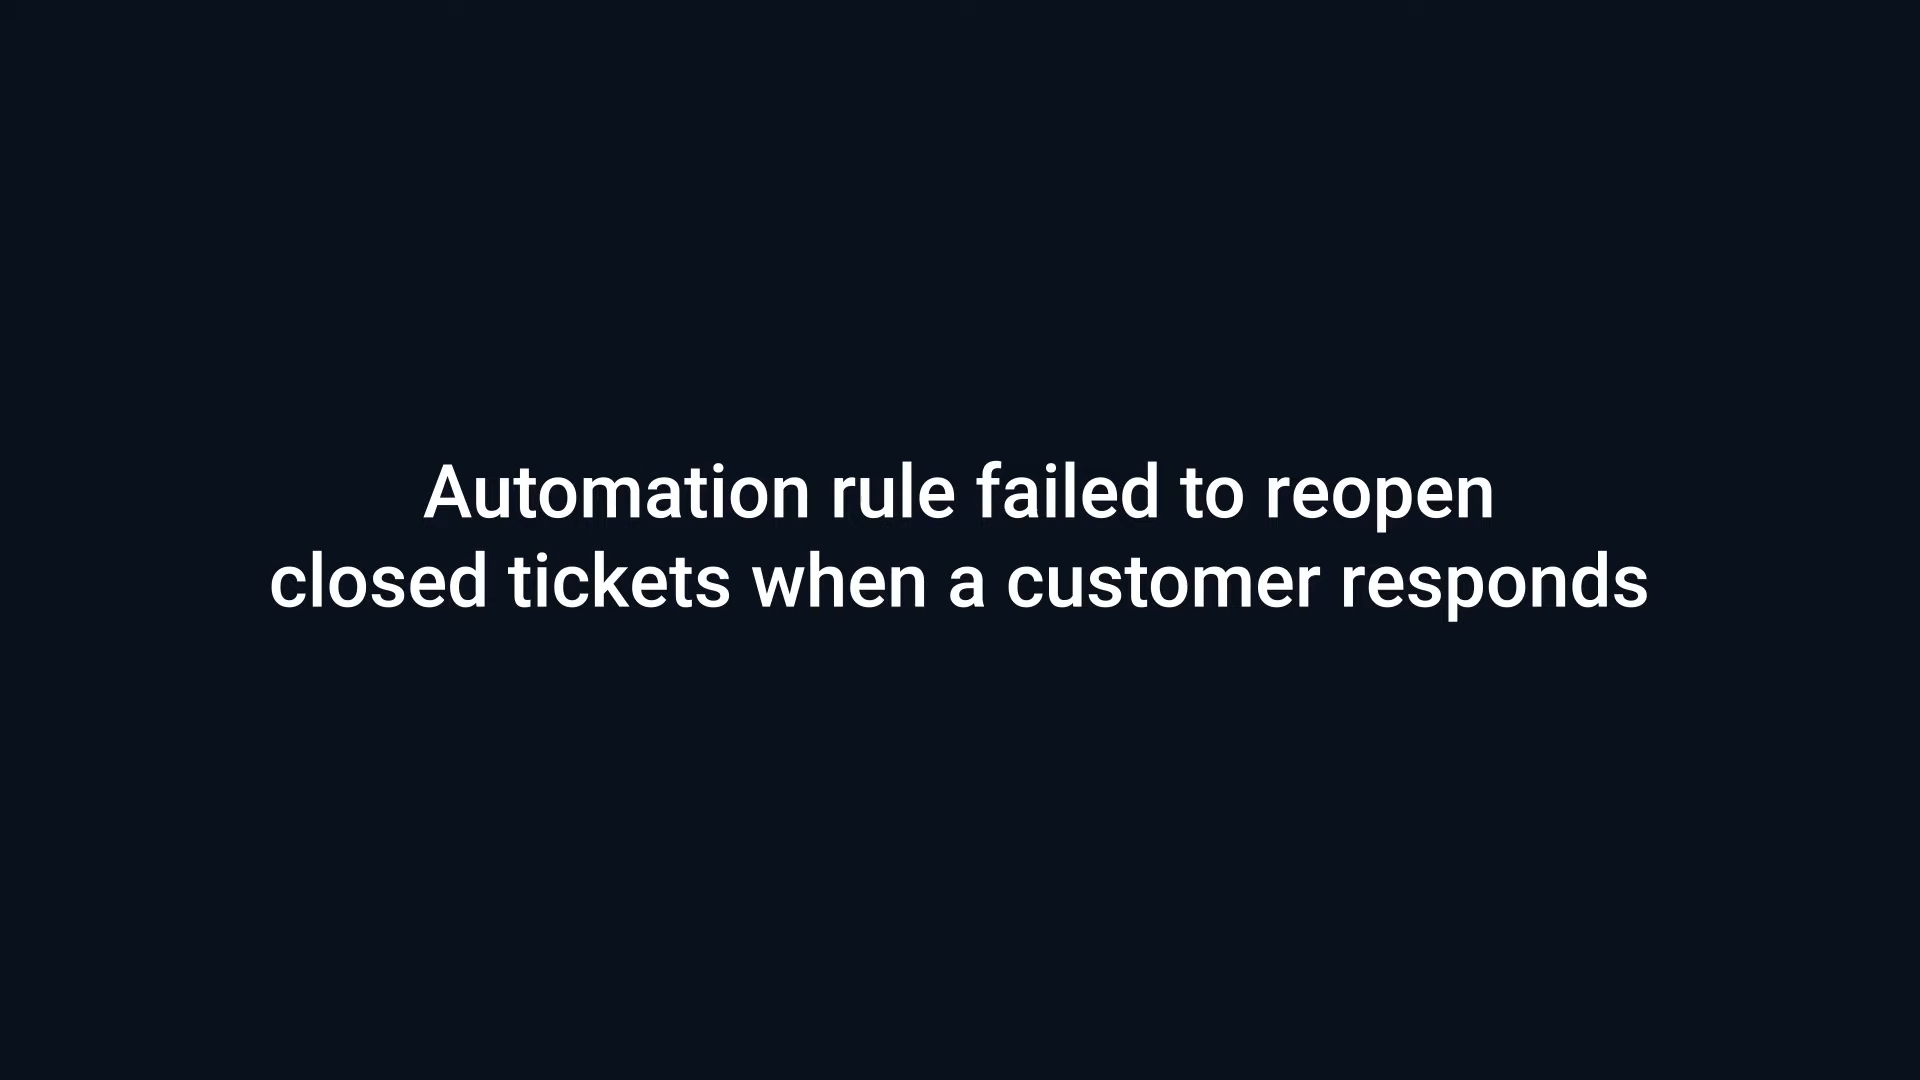 Automation rule failed to reopen
closed tickets when a customer responds